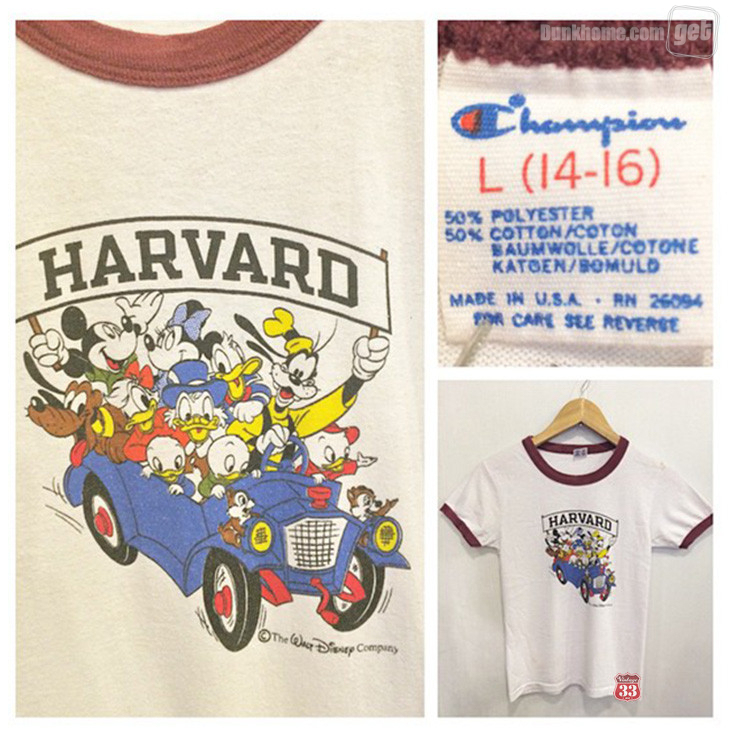 Dunkhome.com get
HARVARD
©The Walt Disney Company
Champion
L (14-16)
50% POLYESTER
50% COTTON/COTON
BAUMWOLLE/COTONE
KATOEN/BOMULD
MADE IN U.S.A. · RN 26094
FOR CARE SEE REVERSE
HARVARD
Vintage
33